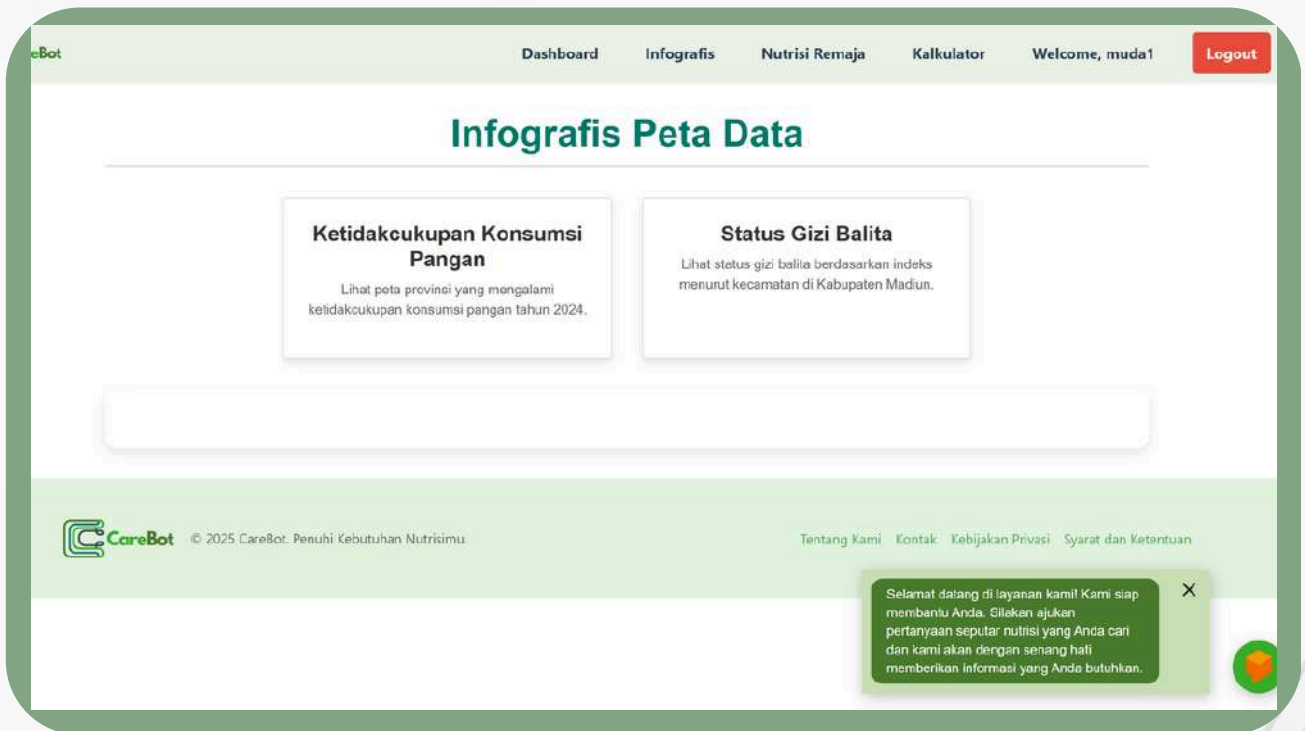 eBot
Dashboard Infografis Nutrisi Remaja Kalkulator Welcome, muda1 Logout
Infografis Peta Data
Ketidakcukupan Konsumsi
Pangan
Lihat peta provinsi yang mengalami
ketidakcukupan konsumsi pangan tahun 2024.
Status Gizi Balita
Lihat status gizi balita berdasarkan indeks
menurut kecamatan di Kabupaten Madiun.
CareBot © 2025 CareBot. Penuhi Kebutuhan Nutrisimu
Tentang Kami Kontak Kebijakan Privasi Syarat dan Ketentuan
Selamat datang di layanan kami! Kami siap
membantu Anda. Silakan ajukan
pertanyaan seputar nutrisi yang Anda cari
dan kami akan dengan senang hati
memberikan informasi yang Anda butuhkan.
X